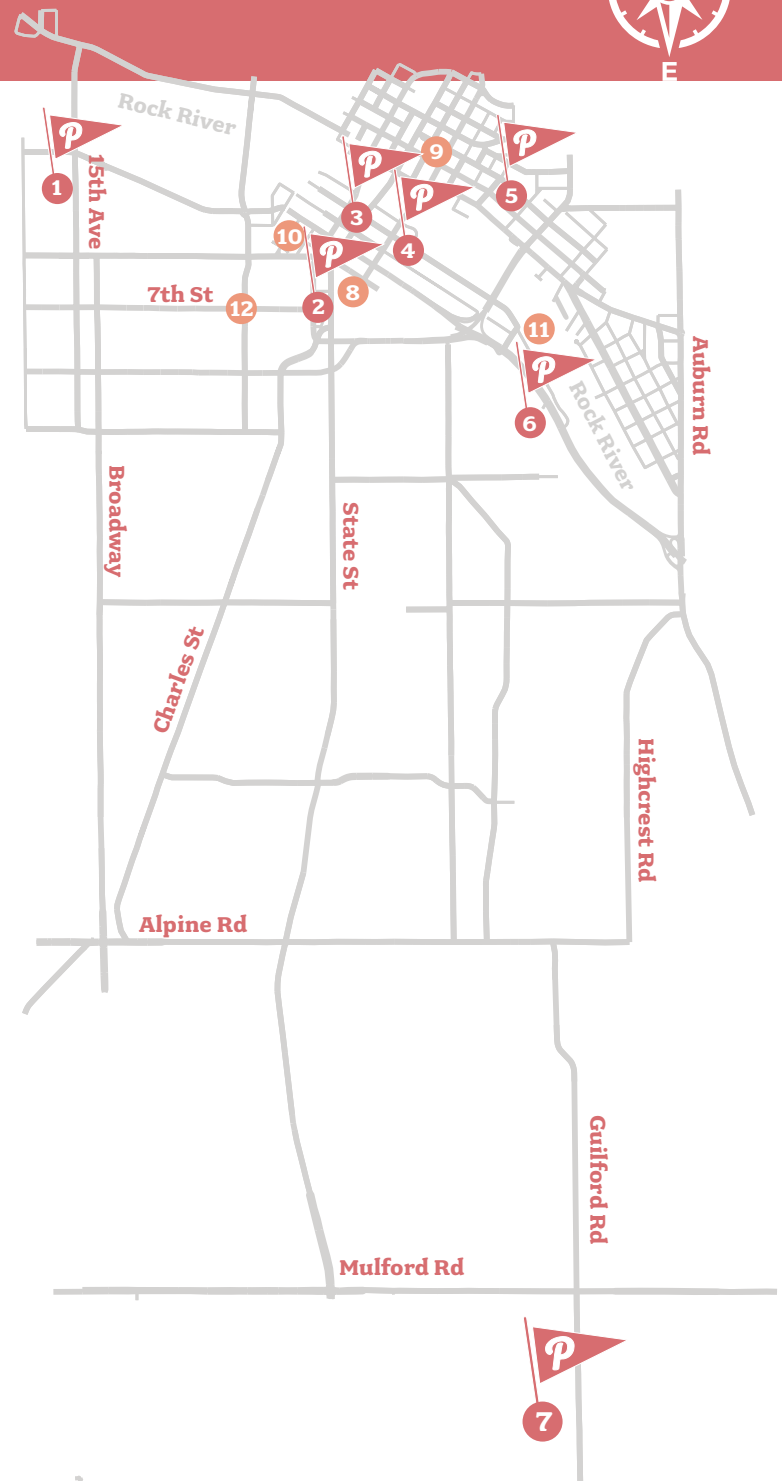 E
Rock River
P
1
15th Ave
P
3
9
P
4
P
5
10
P
2
8
7th St
12
11
P
6
Rock River
Auburn Rd
Broadway
State St
Charles St
Highcrest Rd
Alpine Rd
Guilford Rd
Mulford Rd
P
7